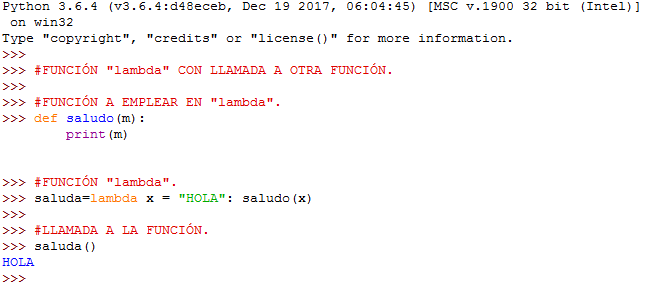 Python 3.6.4 (v3.6.4:d48eceb, Dec 19 2017, 06:04:45) [MSC v.1900 32 bit (Intel)]
 on win32
Type "copyright", "credits" or "license()" for more information.
>>>
>>> #FUNCIÓN "lambda" CON LLAMADA A OTRA FUNCIÓN.
>>>
>>> #FUNCIÓN A EMPLEAR EN "lambda".
>>> def saludo(m):
        print(m)
>>> #FUNCIÓN "lambda".
>>> saluda=lambda x = "HOLA": saludo(x)
>>>
>>> #LLAMADA A LA FUNCIÓN.
>>> saluda()
HOLA
>>>